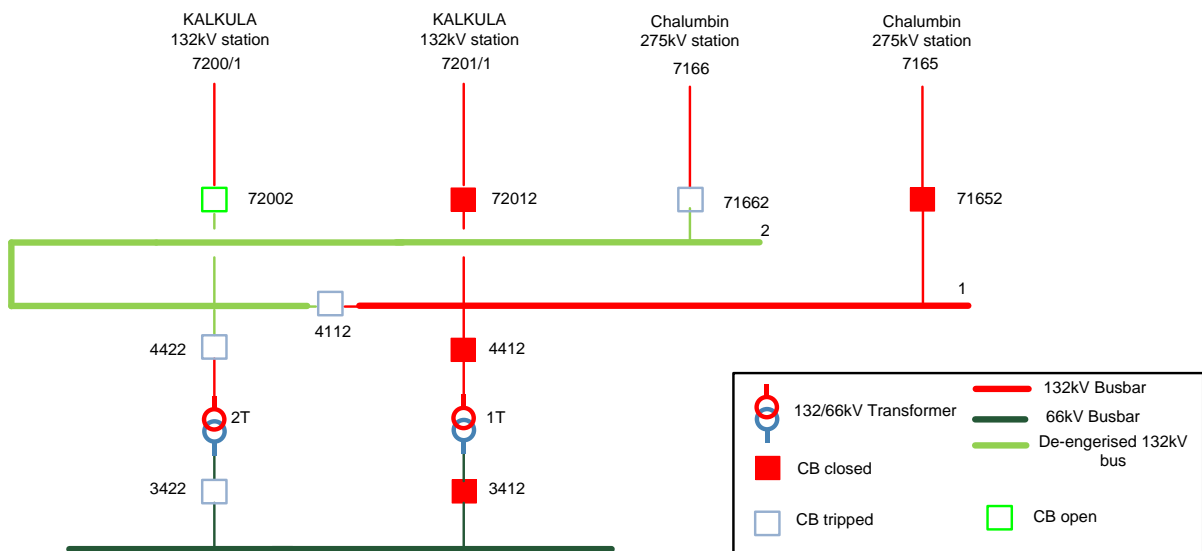 KALKULA
132kV station
7200/1
KALKULA
132kV station
7201/1
Chalumbin
275kV station
7166
Chalumbin
275kV station
7165
72002
72012
71662
71652
2
1
4112
4422
4412
2T
1T
3422
3412
132/66kV Transformer
CB closed
CB tripped
132kV Busbar
66kV Busbar
De-engerised 132kV
bus
CB open